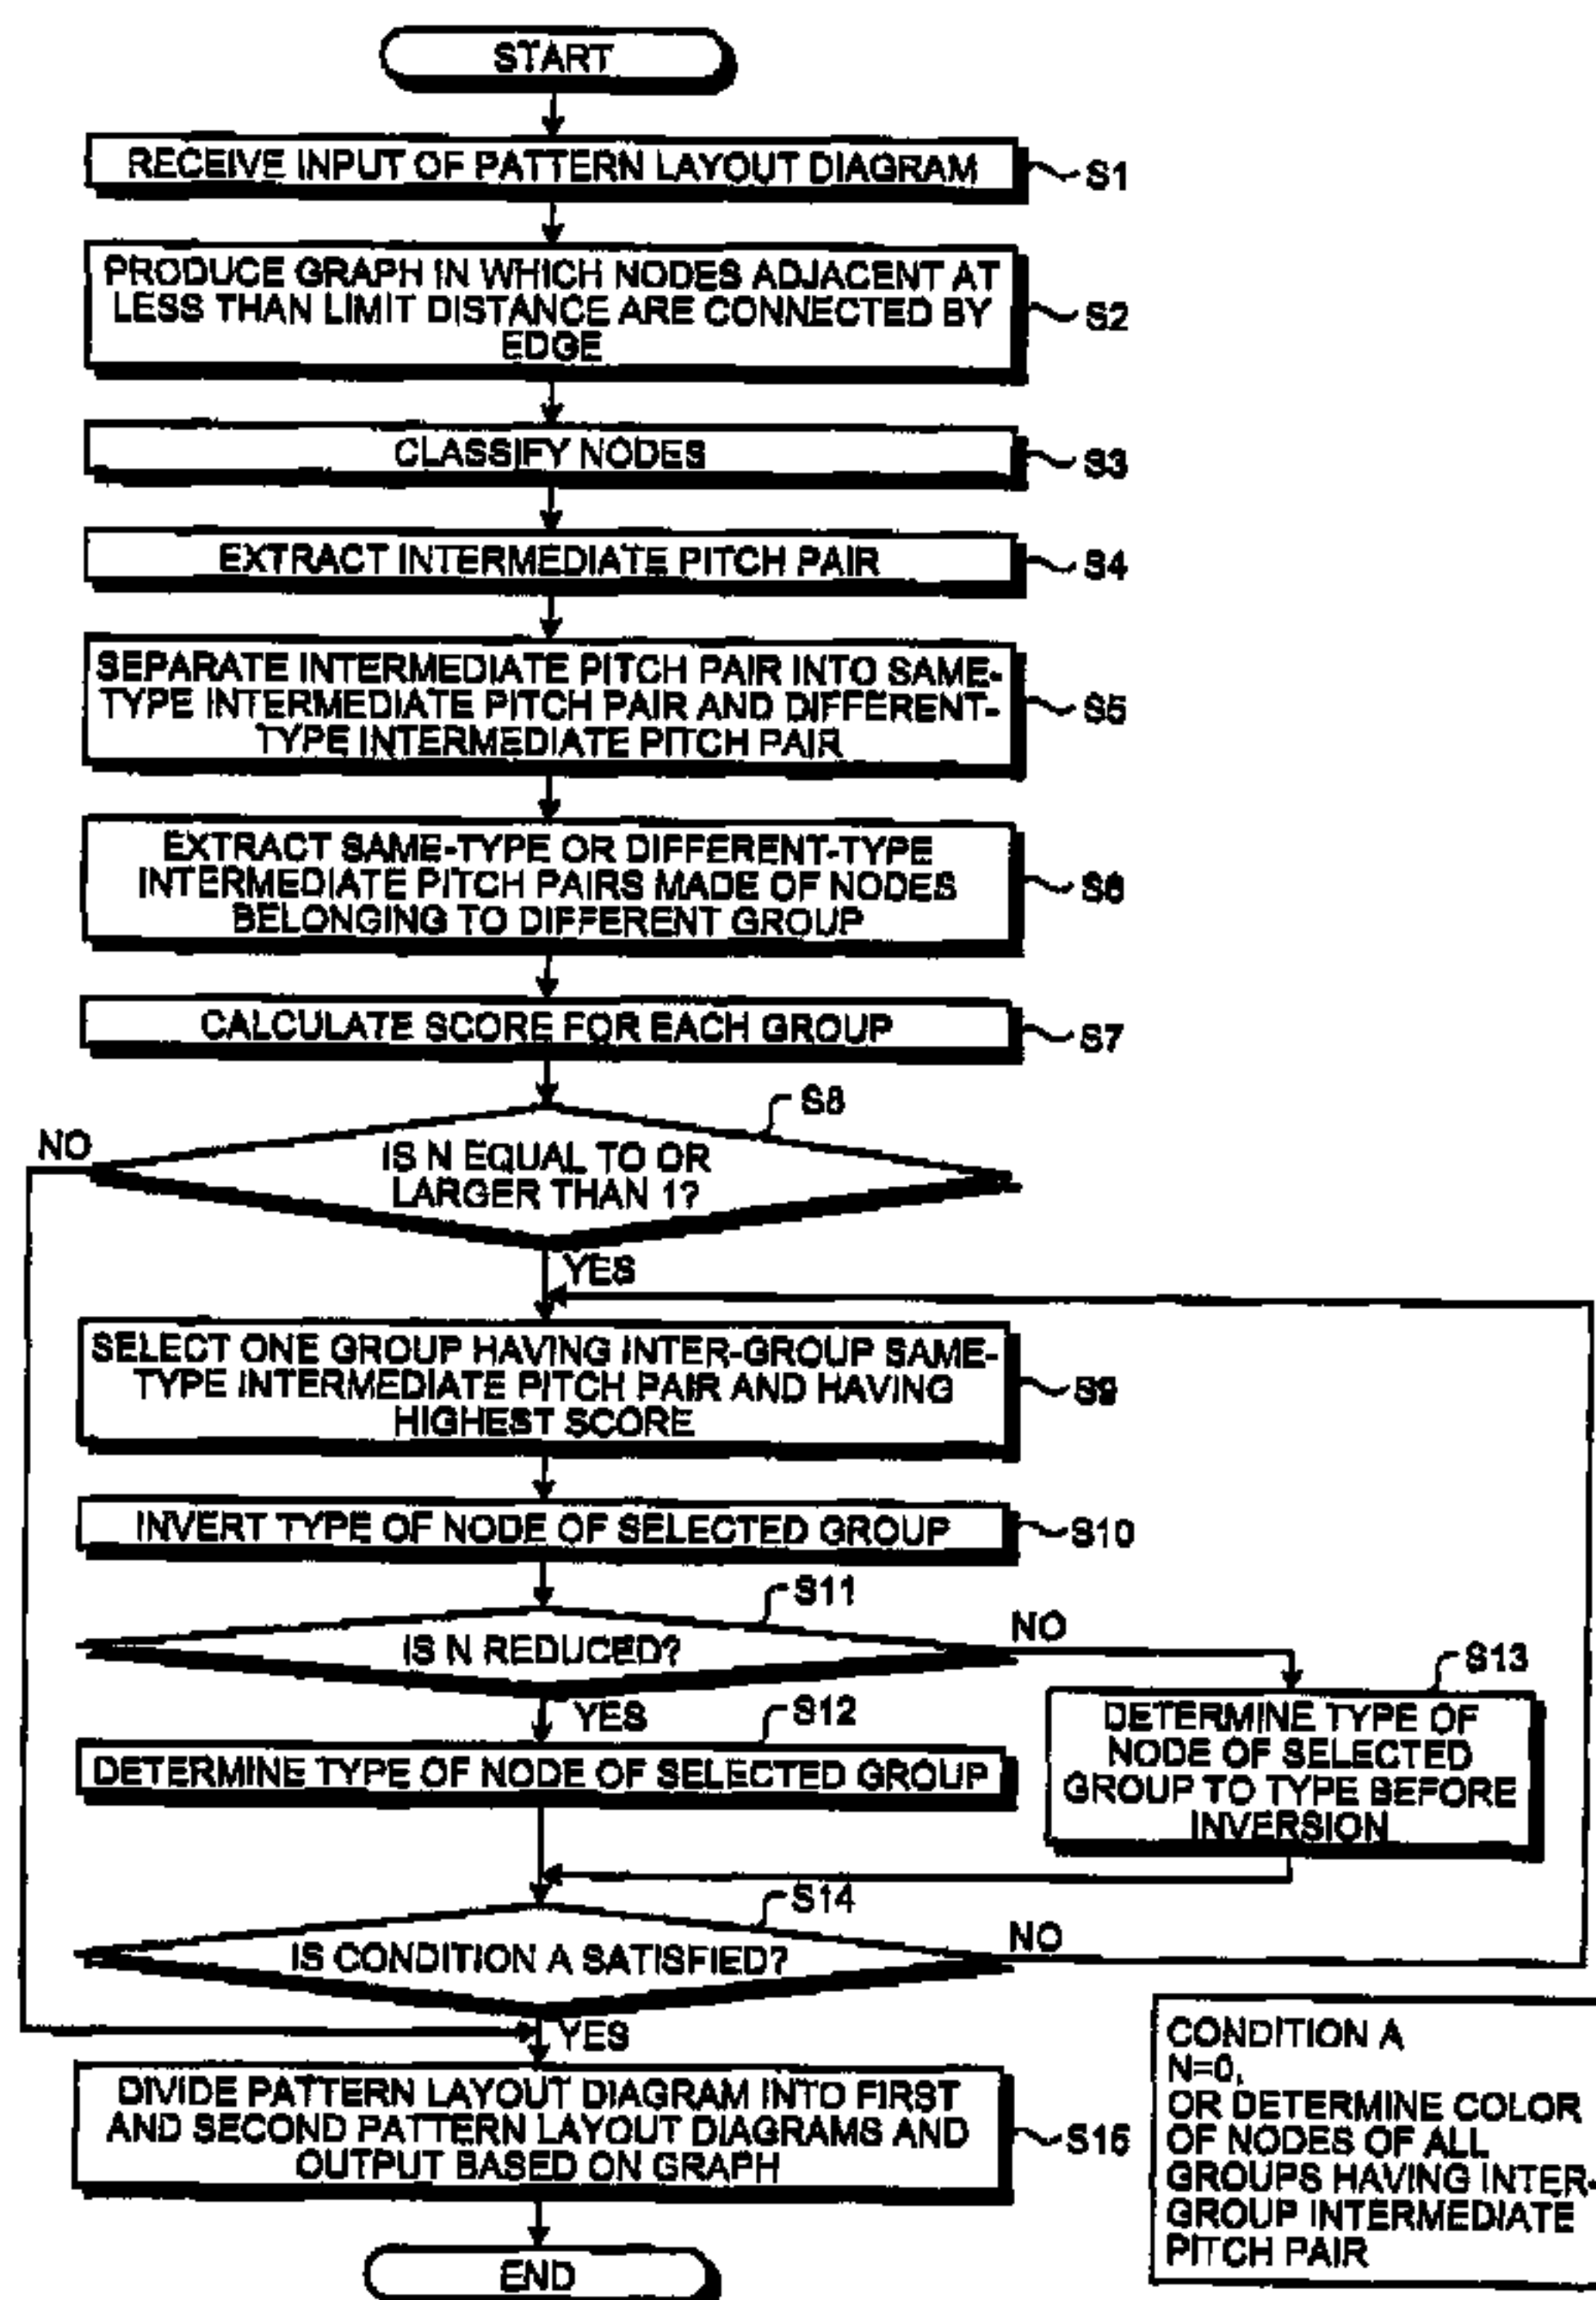 START
RECEIVE INPUT OF PATTERN LAYOUT DIAGRAM
S1
PRODUCE GRAPH IN WHICH NODES ADJACENT AT
LESS THAN LIMIT DISTANCE ARE CONNECTED BY
EDGE
S2
CLASSIFY NODES
S3
EXTRACT INTERMEDIATE PITCH PAIR
S4
SEPARATE INTERMEDIATE PITCH PAIR INTO SAME-
TYPE INTERMEDIATE PITCH PAIR AND DIFFERENT-
TYPE INTERMEDIATE PITCH PAIR
S5
EXTRACT SAME-TYPE OR DIFFERENT-TYPE
INTERMEDIATE PITCH PAIRS MADE OF NODES
BELONGING TO DIFFERENT GROUP
S6
CALCULATE SCORE FOR EACH GROUP
S7
S8
NO
IS N EQUAL TO OR
LARGER THAN 1?
YES
SELECT ONE GROUP HAVING INTER-GROUP SAME-
TYPE INTERMEDIATE PITCH PAIR AND HAVING
HIGHEST SCORE
S9
INVERT TYPE OF NODE OF SELECTED GROUP
S10
S11
IS N REDUCED?
NO
YES
S12
DETERMINE TYPE OF NODE OF SELECTED GROUP
S13
DETERMINE TYPE OF
NODE OF SELECTED
GROUP TO TYPE BEFORE
INVERSION
S14
IS CONDITION A SATISFIED?
NO
YES
DIVIDE PATTERN LAYOUT DIAGRAM INTO FIRST
AND SECOND PATTERN LAYOUT DIAGRAMS AND
OUTPUT BASED ON GRAPH
S15
END
CONDITION A
N=0,
OR DETERMINE COLOR
OF NODES OF ALL
GROUPS HAVING INTER-
GROUP INTERMEDIATE
PITCH PAIR